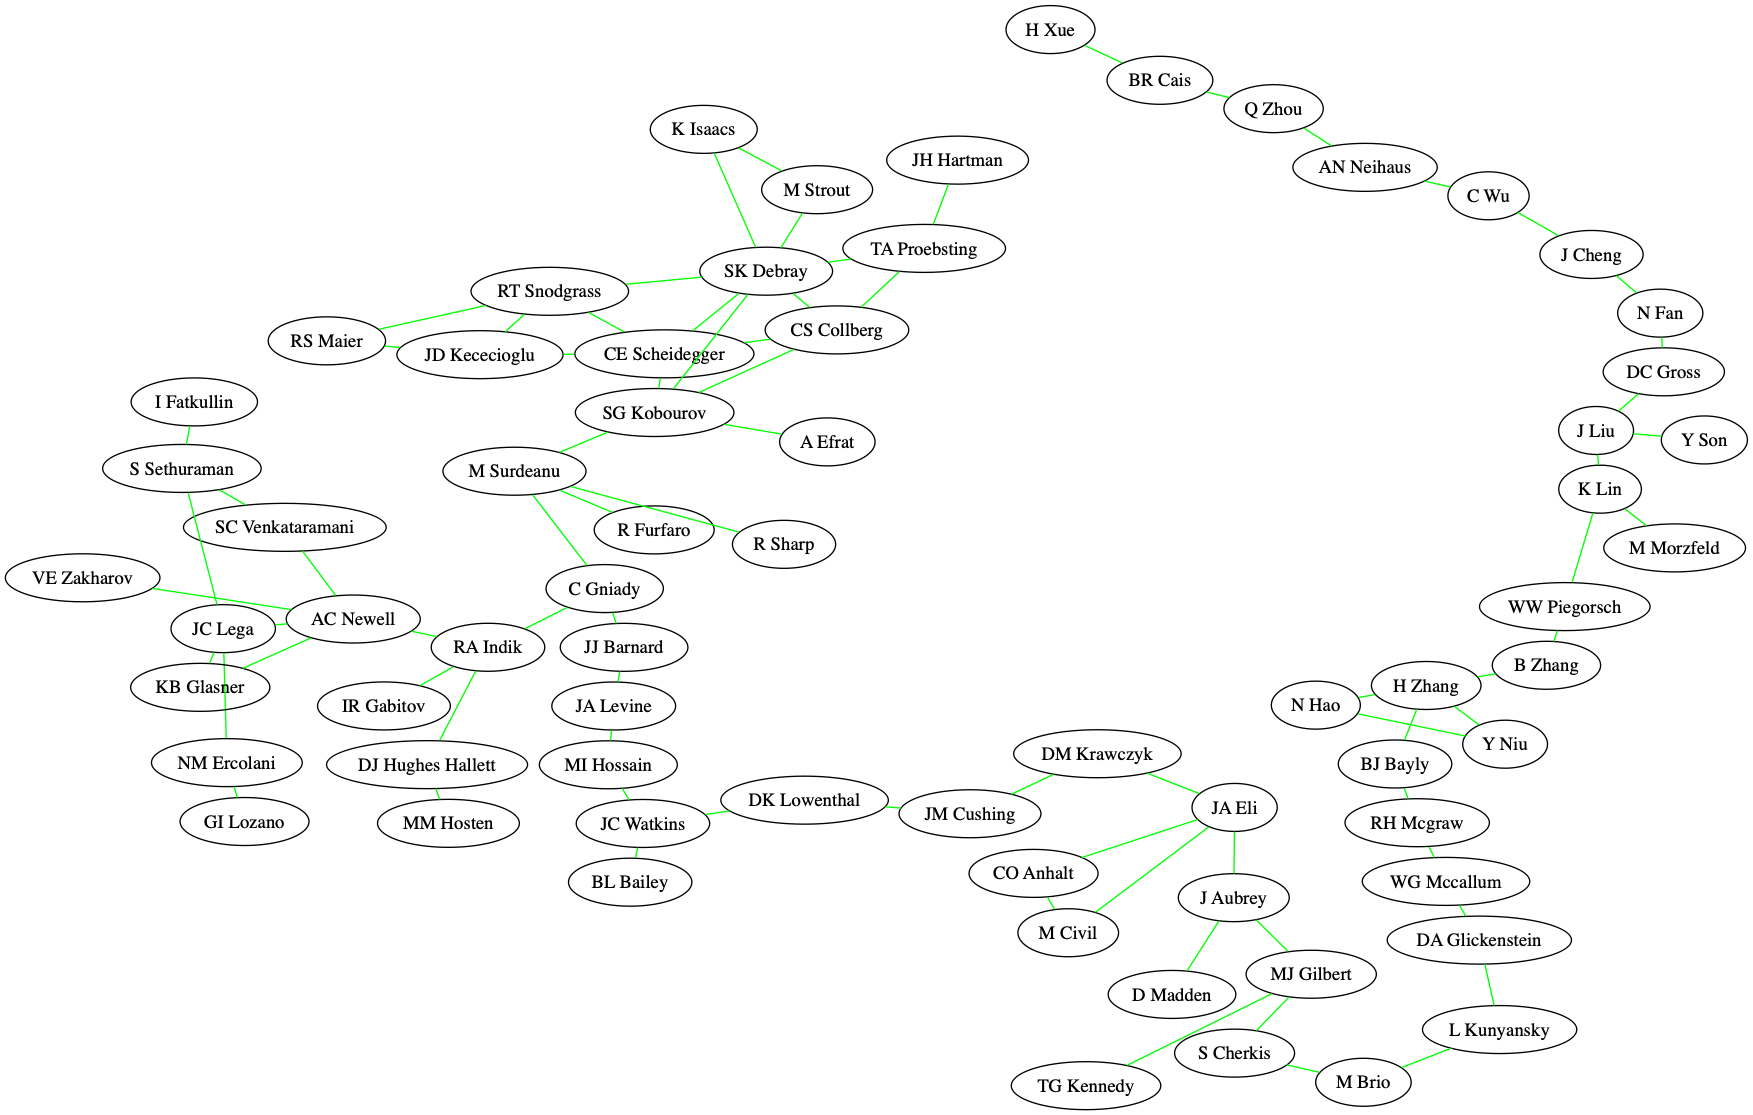 H Xue
BR Cais
Q Zhou
K Isaacs
JH Hartman
AN Neihaus
M Strout
C Wu
TA Proebsting
J Cheng
SK Debray
RT Snodgrass
N Fan
CS Collberg
RS Maier
JD Kececioglu
CE Scheidegger
DC Gross
I Fatkullin
SG Kobourov
J Liu
Y Son
A Efrat
S Sethuraman
M Surdeanu
K Lin
SC Venkataramani
R Furfaro
R Sharp
M Morzfeld
VE Zakharov
C Gniady
WW Piegorsch
AC Newell
JC Lega
RA Indik
JJ Barnard
B Zhang
KB Glasner
H Zhang
IR Gabitov
JA Levine
N Hao
Y Niu
DM Krawczyk
NM Ercolani
DJ Hughes Hallett
MI Hossain
BJ Bayly
DK Lowenthal
JA Eli
JM Cushing
GI Lozano
MM Hosten
JC Watkins
RH Mcgraw
CO Anhalt
BL Bailey
WG Mccallum
J Aubrey
M Civil
DA Glickenstein
MJ Gilbert
D Madden
L Kunyansky
S Cherkis
M Brio
TG Kennedy